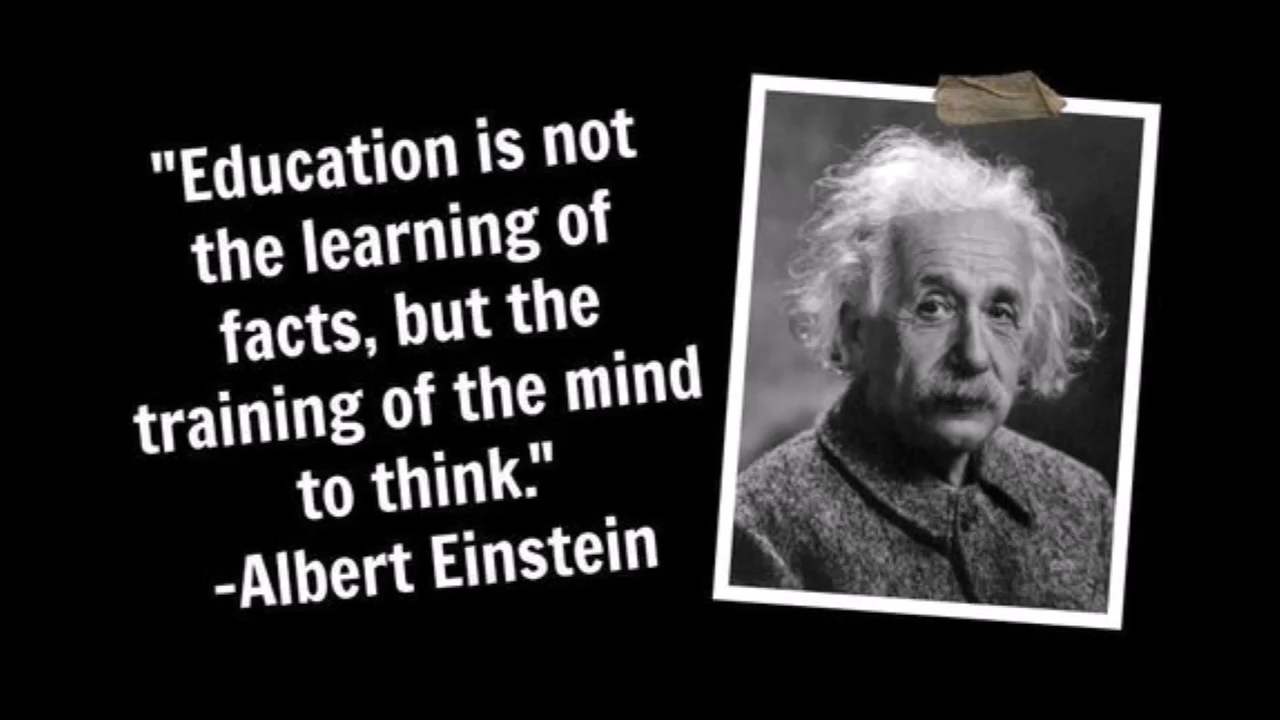 "Education is not
the learning of
facts, but the
training of the mind
to think."
-Albert Einstein